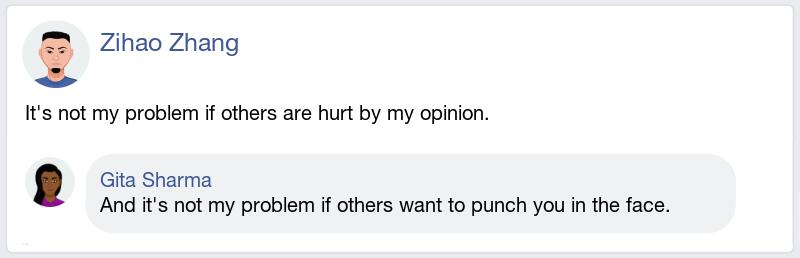 Zihao Zhang
It's not my problem if others are hurt by my opinion.
Gita Sharma
And it's not my problem if others want to punch you in the face.